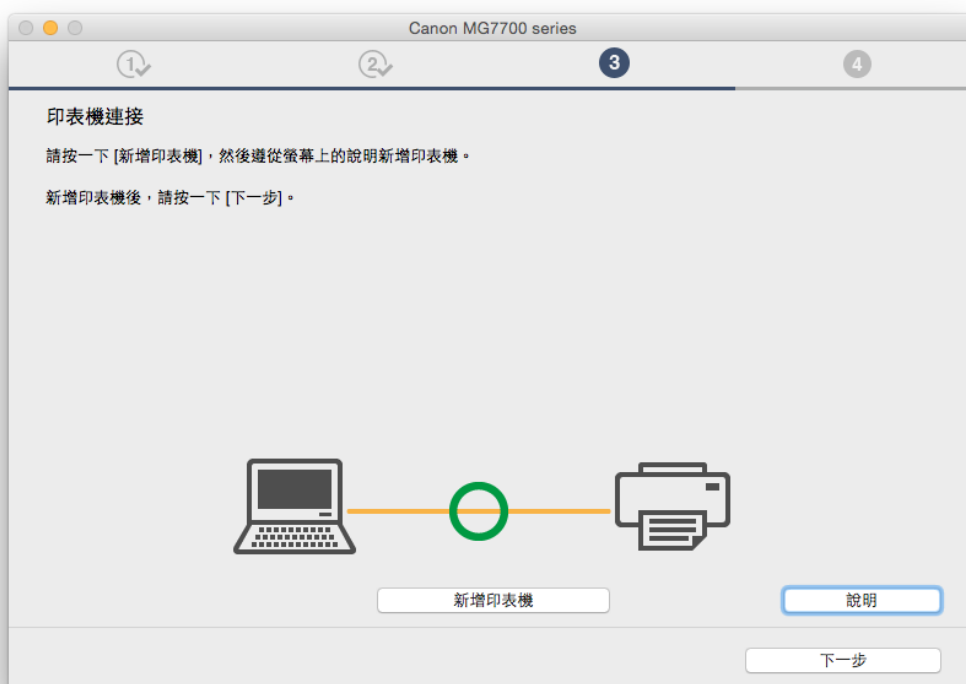 Canon MG7700 series
1
2
3
4
印表機連接
請按一下 [新增印表機]，然後遵從螢幕上的說明新增印表機。
新增印表機後，請按一下 [下一步]。
新增印表機
說明
下一步